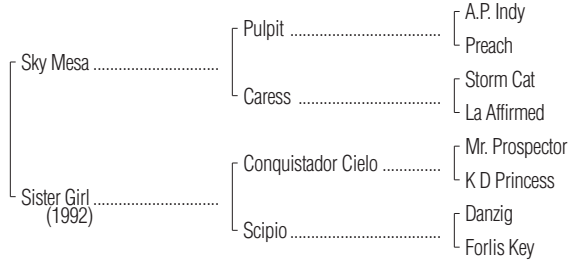 A.P. Indy
Pulpit
Preach
Sky Mesa
Storm Cat
Caress
La Affirmed
Mr. Prospector
Conquistador Cielo
K D Princess
Sister Girl
(1992)
Danzig
Scipio
Forlis Key